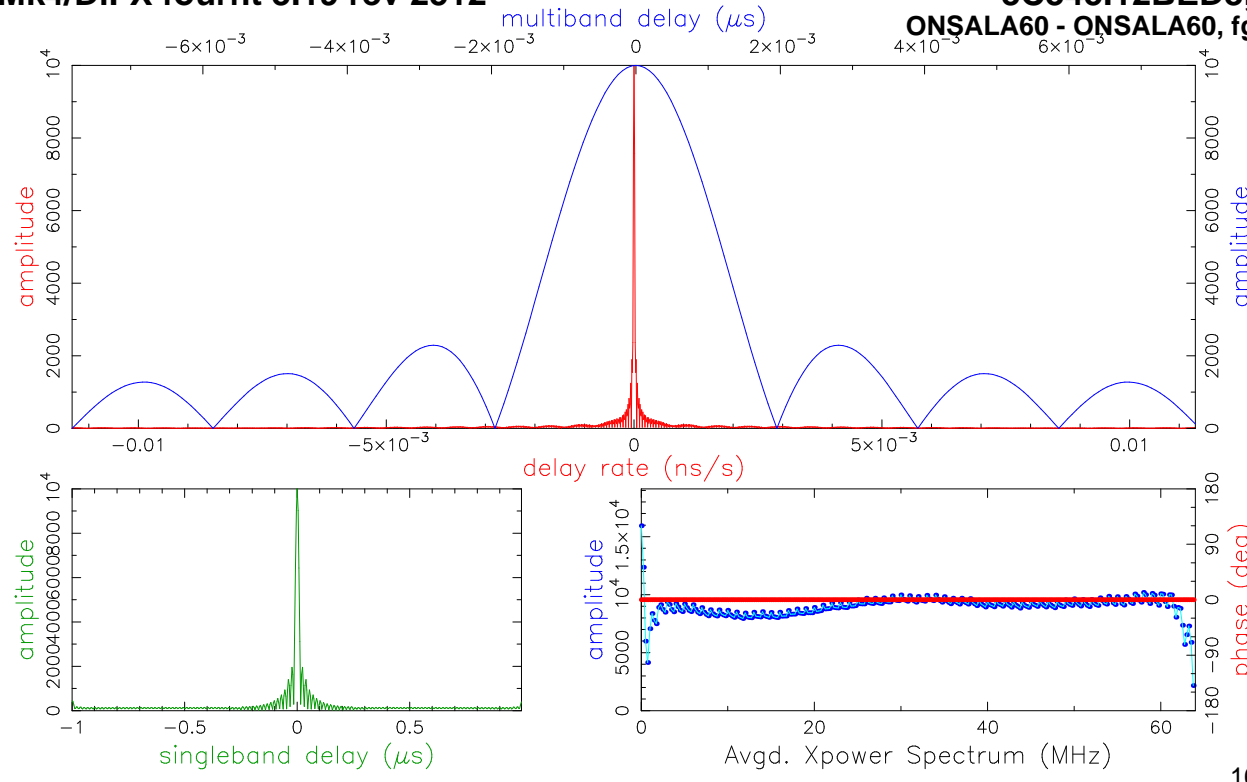 multiband delay (μs)
ONSALA60 - ONSALA60, fg
−6×10⁻³ −4×10⁻³ −2×10⁻³ 0 2×10⁻³ 4×10⁻³ 6×10⁻³
amplitude
0 2000 4000 6000 8000 10⁴
amplitude
0 2000 4000 6000 8000 10⁴
−0.01 −5×10⁻³ 0 5×10⁻³ 0.01
delay rate (ns/s)
amplitude
0 2000 4000 6000 8000 10⁴
−1 −0.5 0 0.5
singleband delay (μs)
amplitude
0 5000 10⁴ 1.5×10⁴
phase (deg)
−180 −90 0 90 180
0 20 40 60
Avgd. Xpower Spectrum (MHz)